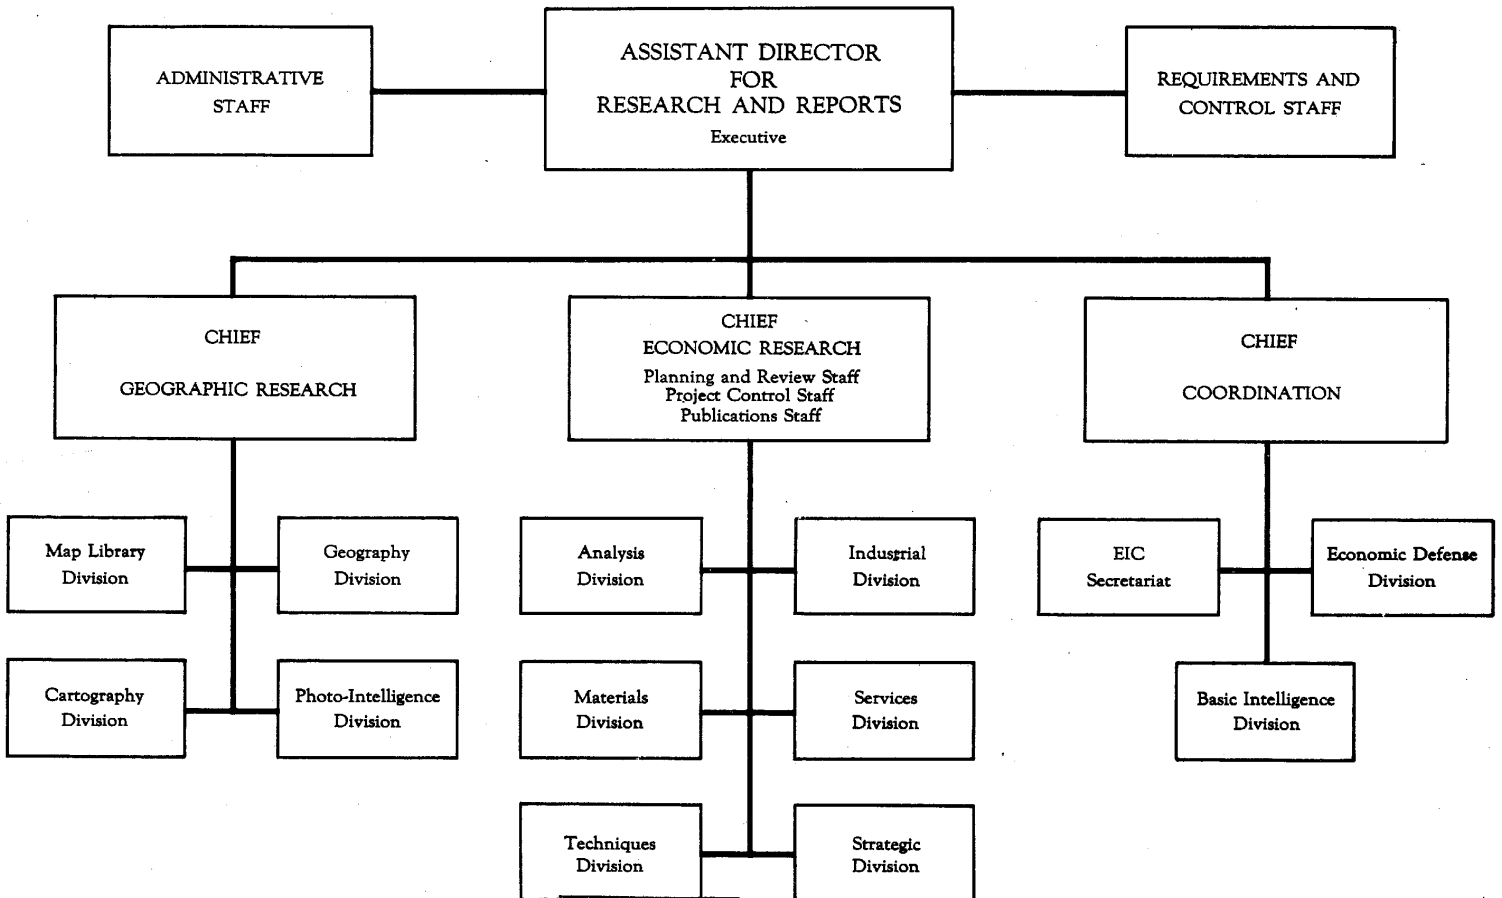 ADMINISTRATIVE
STAFF
ASSISTANT DIRECTOR
FOR
RESEARCH AND REPORTS
Executive
REQUIREMENTS AND
CONTROL STAFF
CHIEF
GEOGRAPHIC RESEARCH
CHIEF
ECONOMIC RESEARCH
Planning and Review Staff
Project Control Staff
Publications Staff
CHIEF
COORDINATION
Map Library
Division
Geography
Division
Analysis
Division
Industrial
Division
EIC
Secretariat
Economic Defense
Division
Cartography
Division
Photo-Intelligence
Division
Materials
Division
Services
Division
Basic Intelligence
Division
Techniques
Division
Strategic
Division